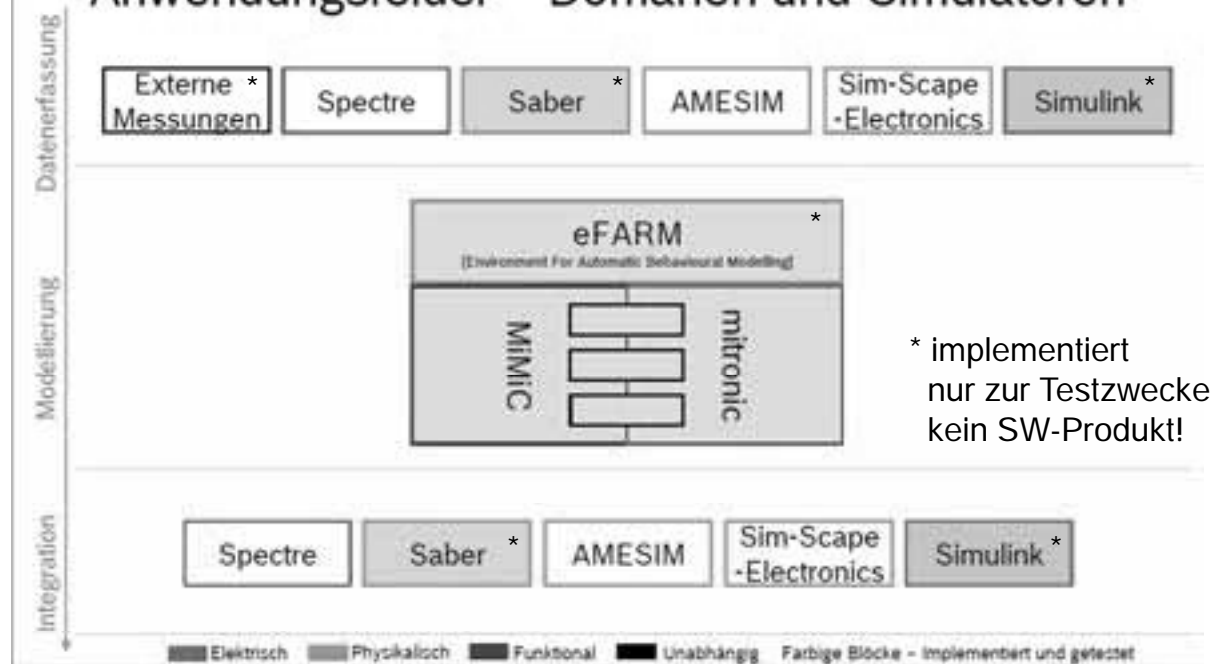 Anwendungsfelder – Domänen und Simulatoren
Datenerfassung
Externe *
Messungen
Spectre
Saber *
AMESIM
Sim-Scape
-Electronics
Simulink *
Modellierung
eFARM *
(Environment For Automatic Behavioural Modelling)
MiMiC
mitronic
* implementiert
nur zur Testzwecke
kein SW-Produkt!
Integration
Spectre
Saber *
AMESIM
Sim-Scape
-Electronics
Simulink *
Elektrisch Physikalisch Funktional Unabhängig Farbige Blöcke – Implementiert und getestet